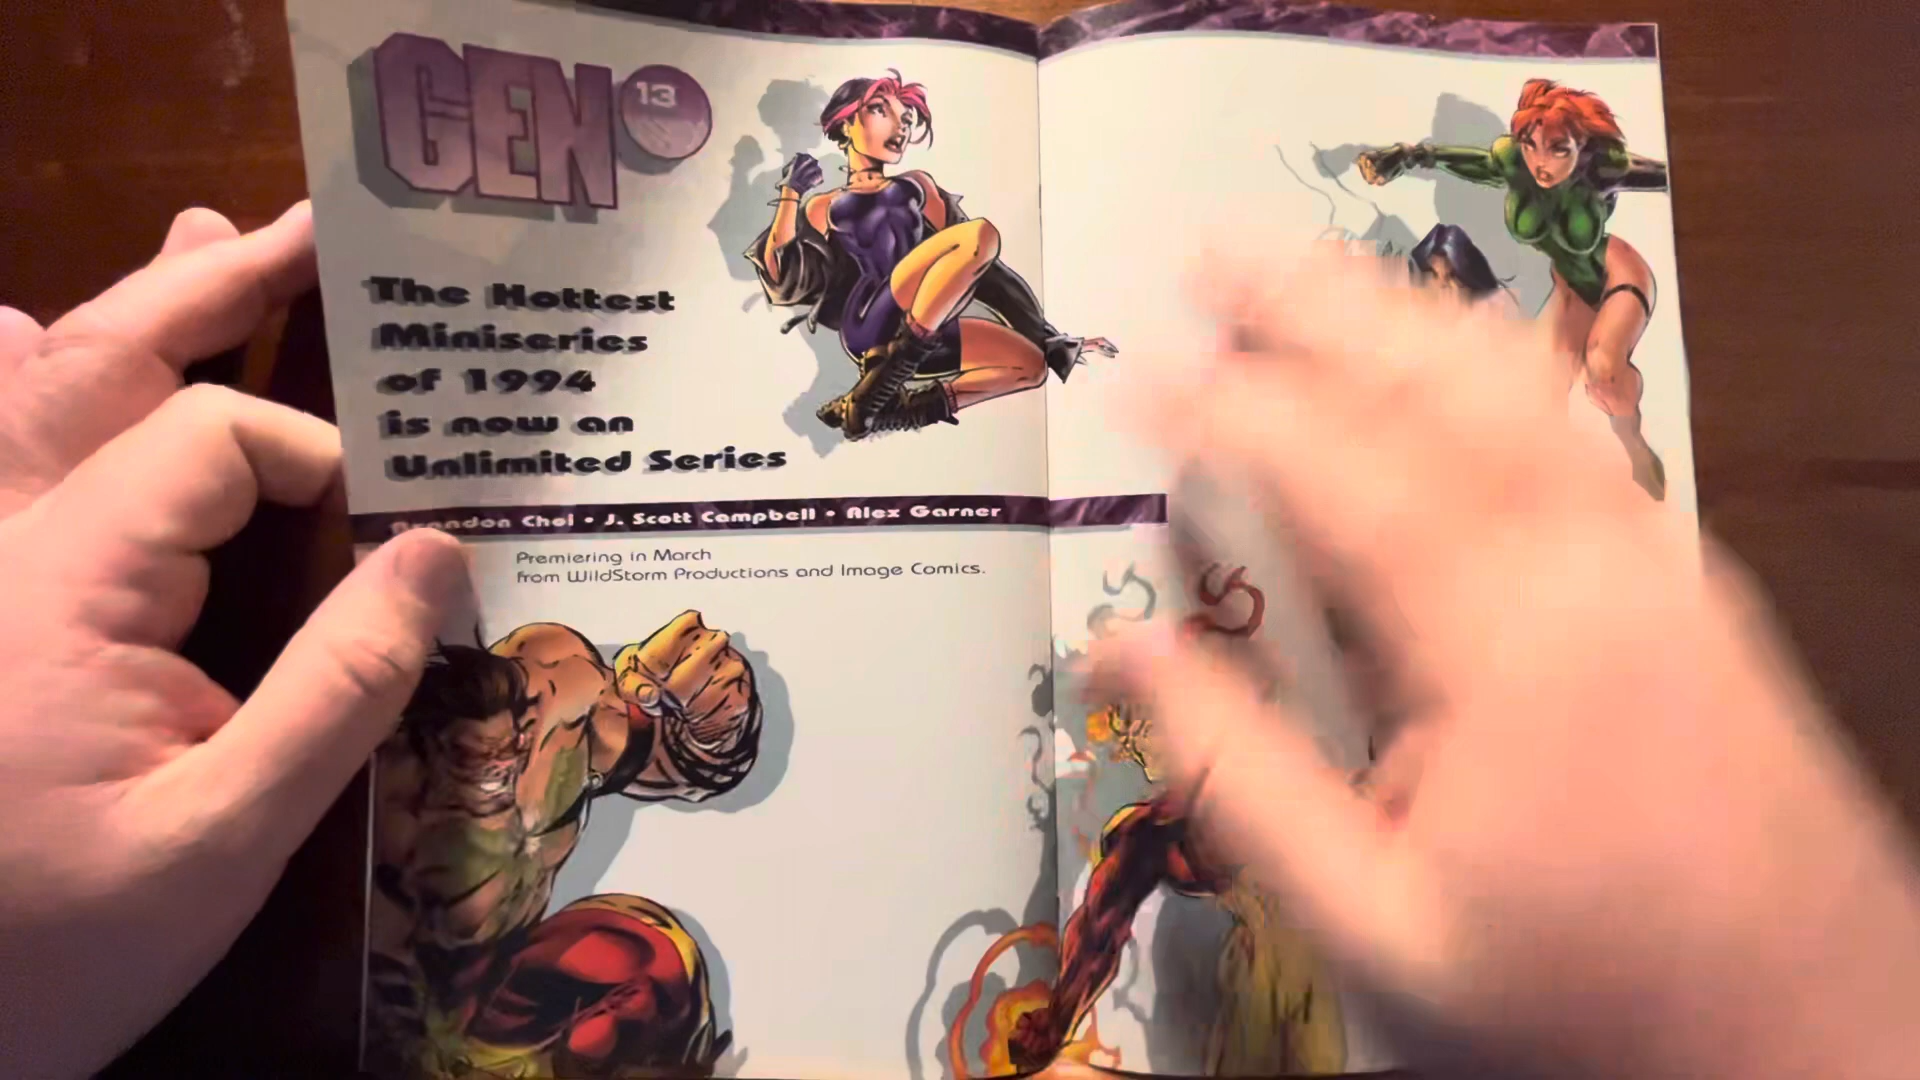 GEN 13
The Hottest
Miniseries
of 1994
is now an
Unlimited Series
Brandon Choi • J. Scott Campbell • Alex Garner
Premiering in March
from WildStorm Productions and Image Comics.